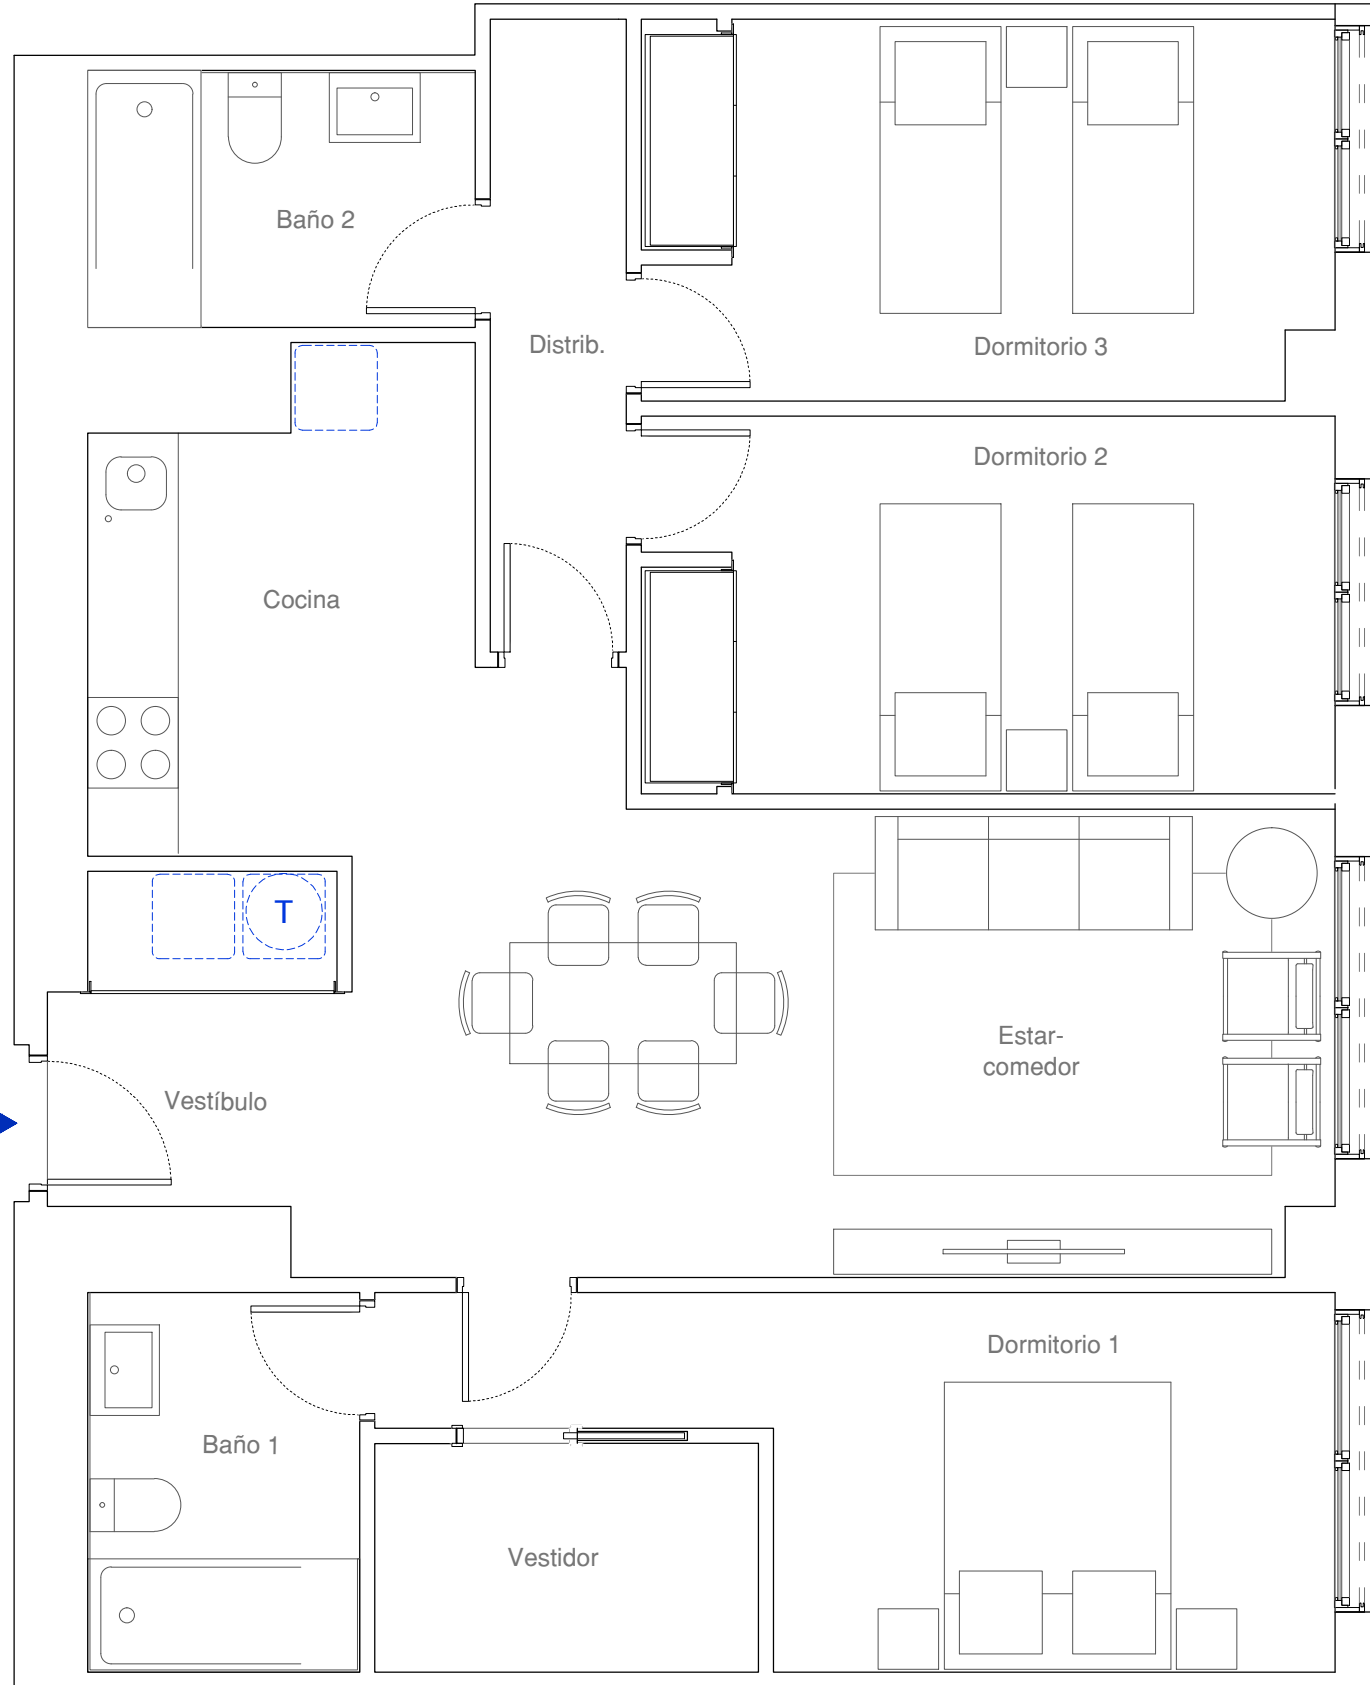 Baño 2
Distrib.
Dormitorio 3
Dormitorio 2
Cocina
T
Estar-
comedor
Vestíbulo
Dormitorio 1
Baño 1
Vestidor